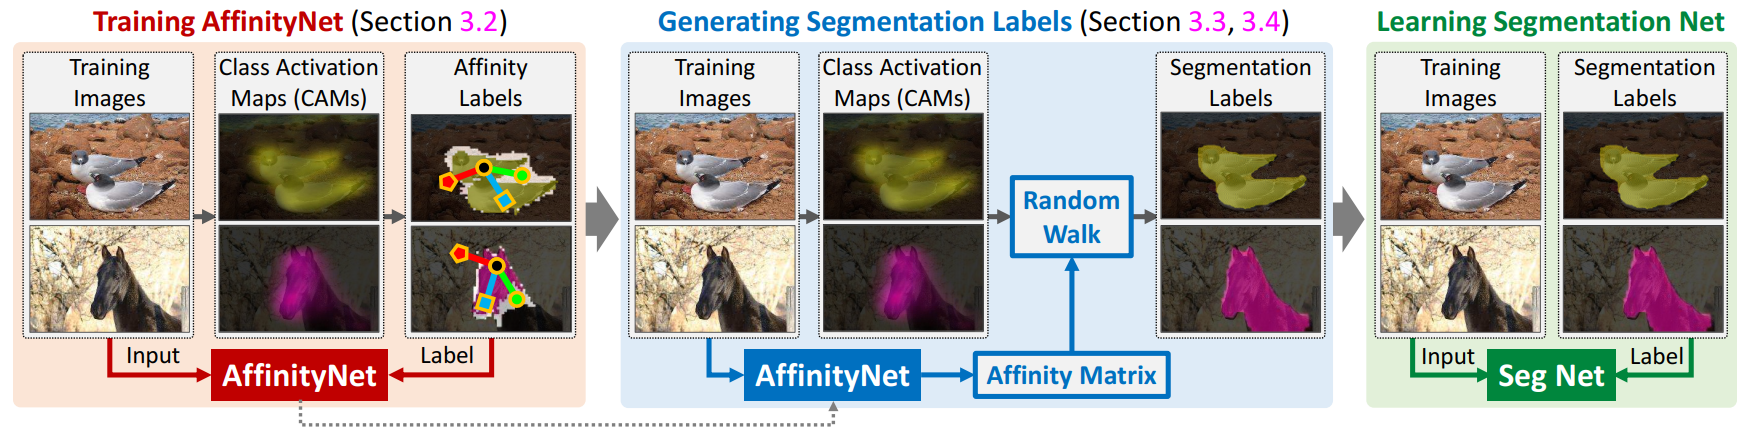 Training AffinityNet (Section 3.2)
Training
Images
Class Activation
Maps (CAMs)
Affinity
Labels
Input
Label
AffinityNet
Generating Segmentation Labels (Section 3.3, 3.4)
Training
Images
Class Activation
Maps (CAMs)
Random
Walk
Segmentation
Labels
AffinityNet
Affinity Matrix
Learning Segmentation Net
Training
Images
Segmentation
Labels
Input
Label
Seg Net